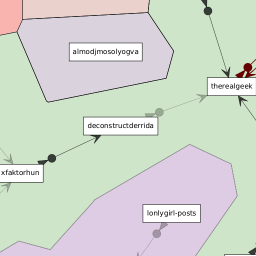 almodjmosolyogva
therealgeek
deconstructderrida
xfaktorhun
lonlygirl-posts